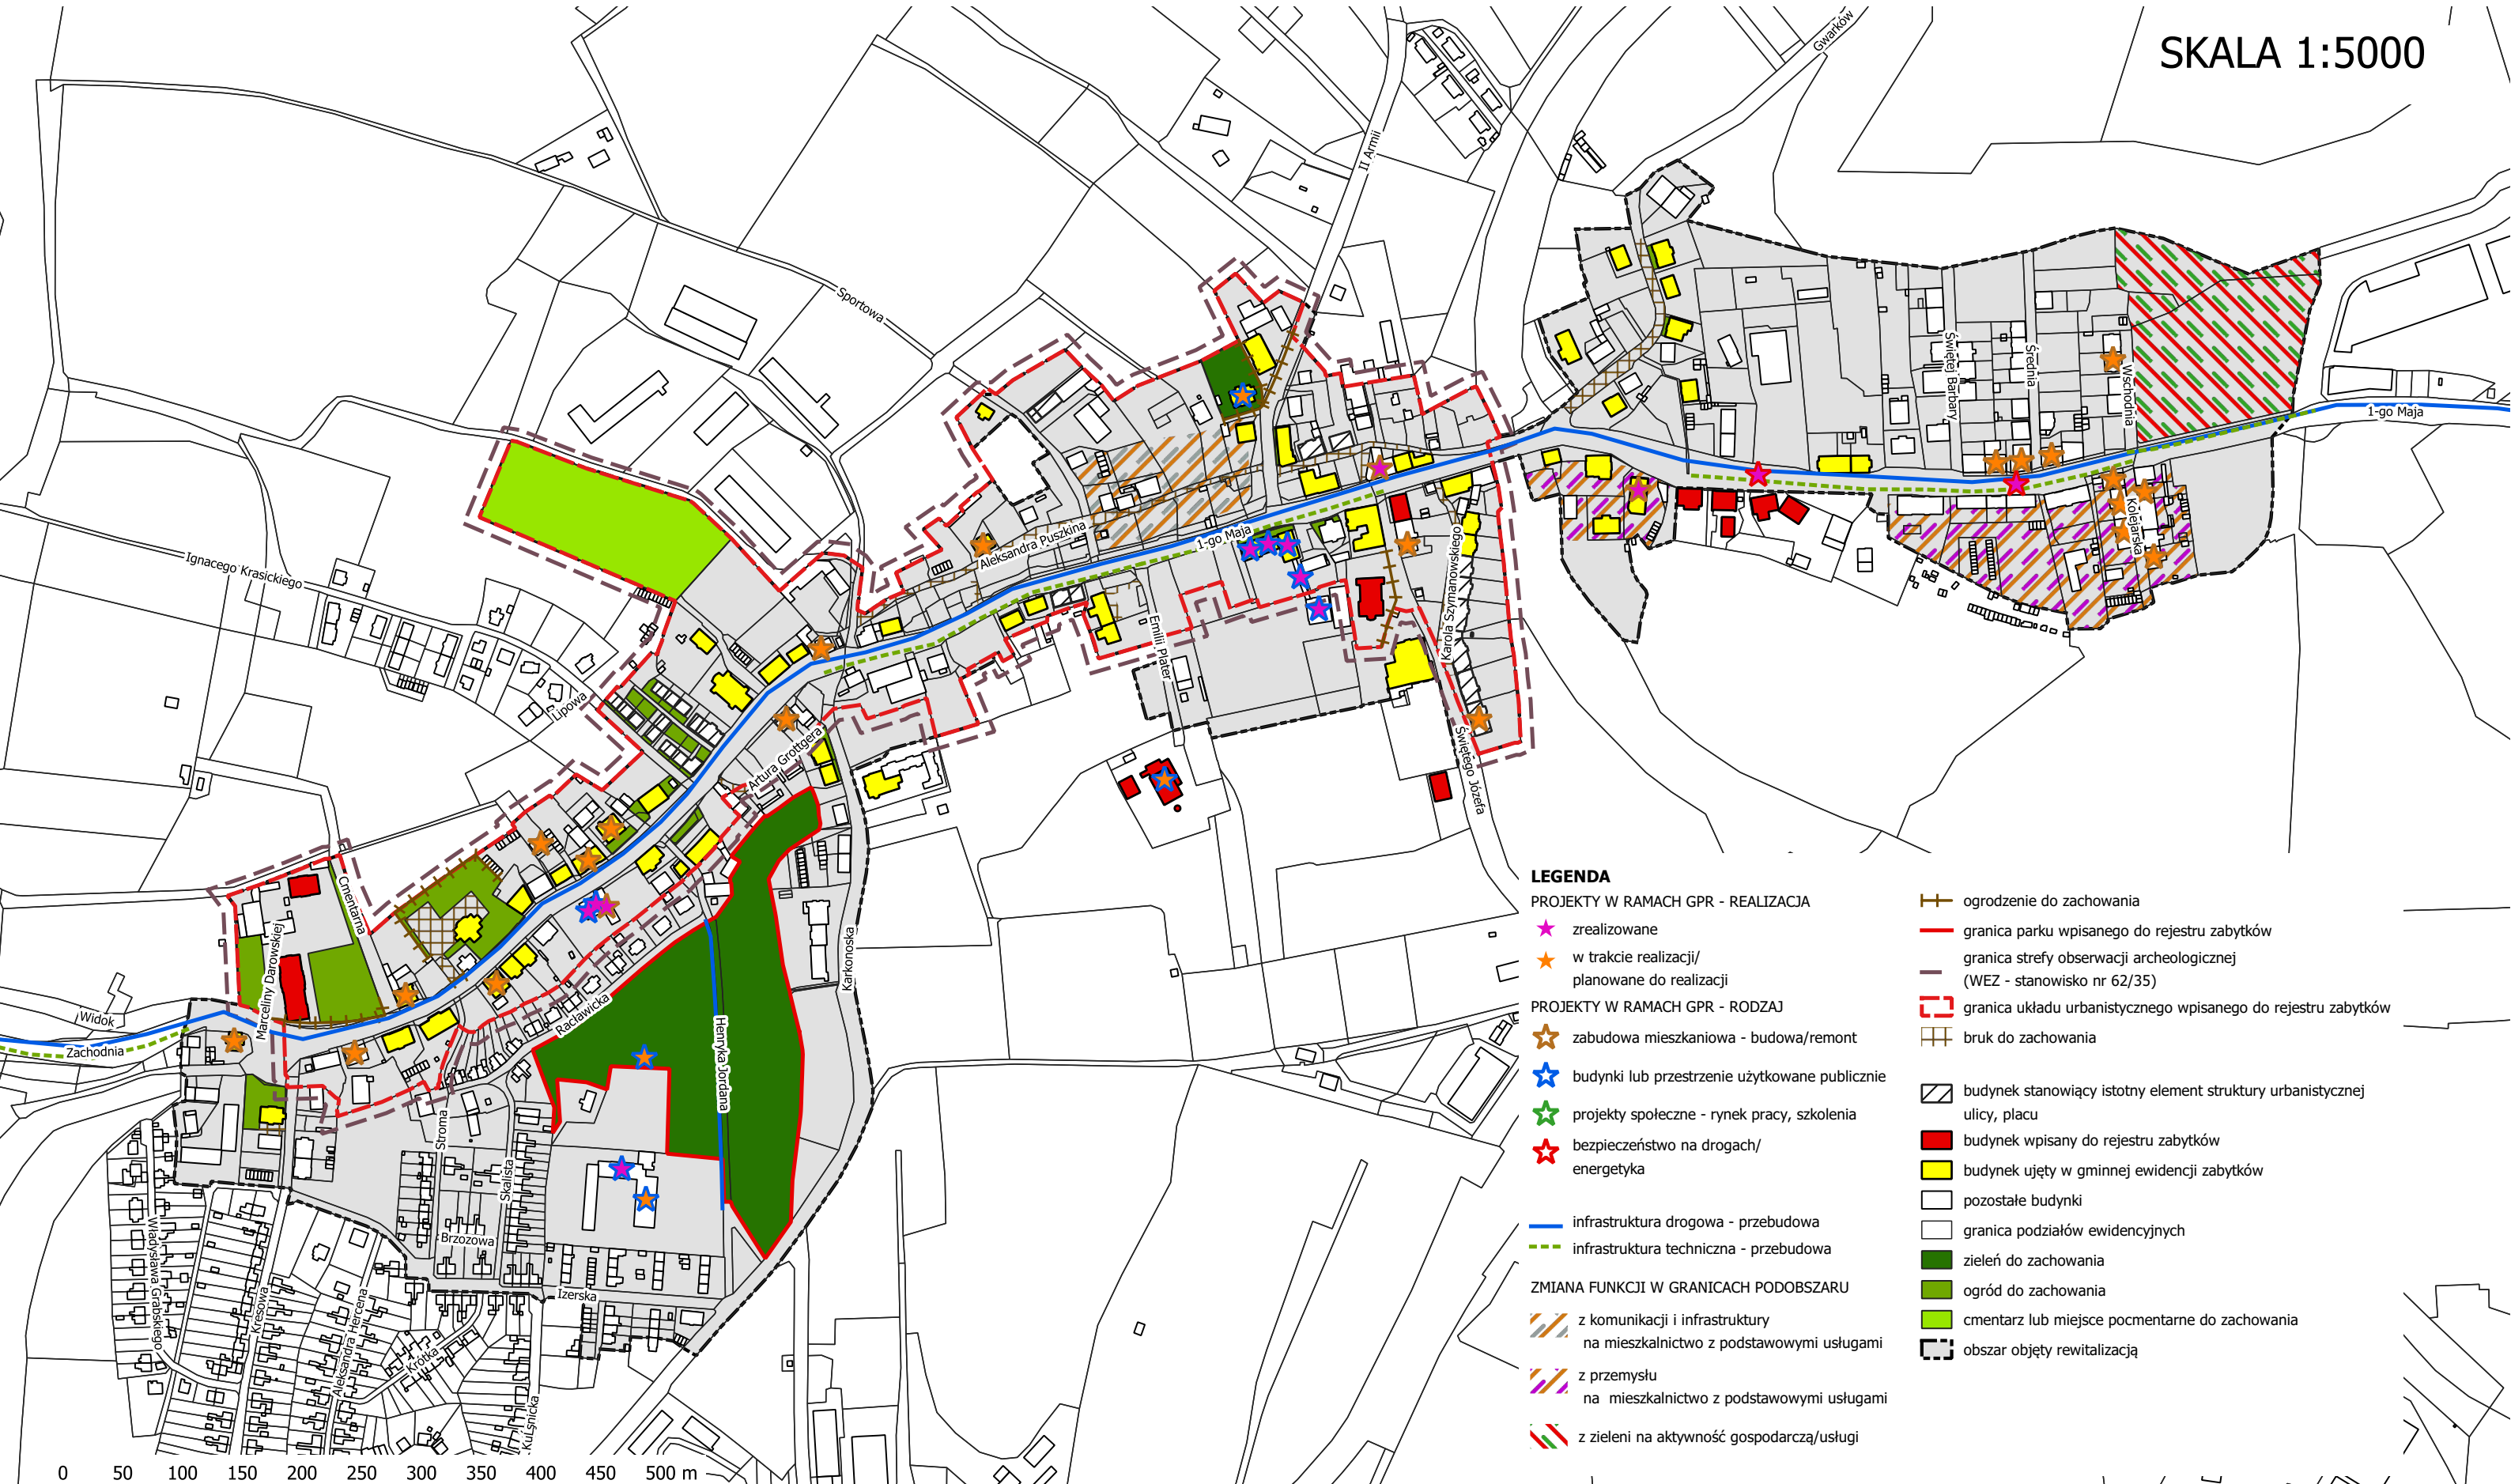 SKALA 1:5000
Gwarków
II Armii
Sportowa
1-go Maja
Świętej Barbary
Średnia
Wschodnia
Kolejarska
Ignacego Krasickiego
Aleksandra Puszkina
1-go Maja
Karola Szymanowskiego
Emilii Plater
Lipowa
Artura Grottgera
Świętego Józefa
Cmentarna
Marceliny Darowskiej
Karkonoska
Racławicka
Widok
Zachodnia
Henryka Jordana
Stroma
Skalista
Brzozowa
Izerska
Władysława Grabskiego
Kresowa
Aleksandra Hercena
Krótka
Kuśnicka
0 50 100 150 200 250 300 350 400 450 500 m
LEGENDA
PROJEKTY W RAMACH GPR - REALIZACJA
zrealizowane
w trakcie realizacji/
planowane do realizacji
PROJEKTY W RAMACH GPR - RODZAJ
zabudowa mieszkaniowa - budowa/remont
budynki lub przestrzenie użytkowane publicznie
projekty społeczne - rynek pracy, szkolenia
bezpieczeństwo na drogach/
energetyka
infrastruktura drogowa - przebudowa
infrastruktura techniczna - przebudowa
ZMIANA FUNKCJI W GRANICACH PODOBSZARU
z komunikacji i infrastruktury
na mieszkalnictwo z podstawowymi usługami
z przemysłu
na mieszkalnictwo z podstawowymi usługami
z zieleni na aktywność gospodarczą/usługi
ogrodzenie do zachowania
granica parku wpisanego do rejestru zabytków
granica strefy obserwacji archeologicznej
(WEZ - stanowisko nr 62/35)
granica układu urbanistycznego wpisanego do rejestru zabytków
bruk do zachowania
budynek stanowiący istotny element struktury urbanistycznej
ulicy, placu
budynek wpisany do rejestru zabytków
budynek ujęty w gminnej ewidencji zabytków
pozostałe budynki
granica podziałów ewidencyjnych
zieleń do zachowania
ogród do zachowania
cmentarz lub miejsce pocmentarne do zachowania
obszar objęty rewitalizacją